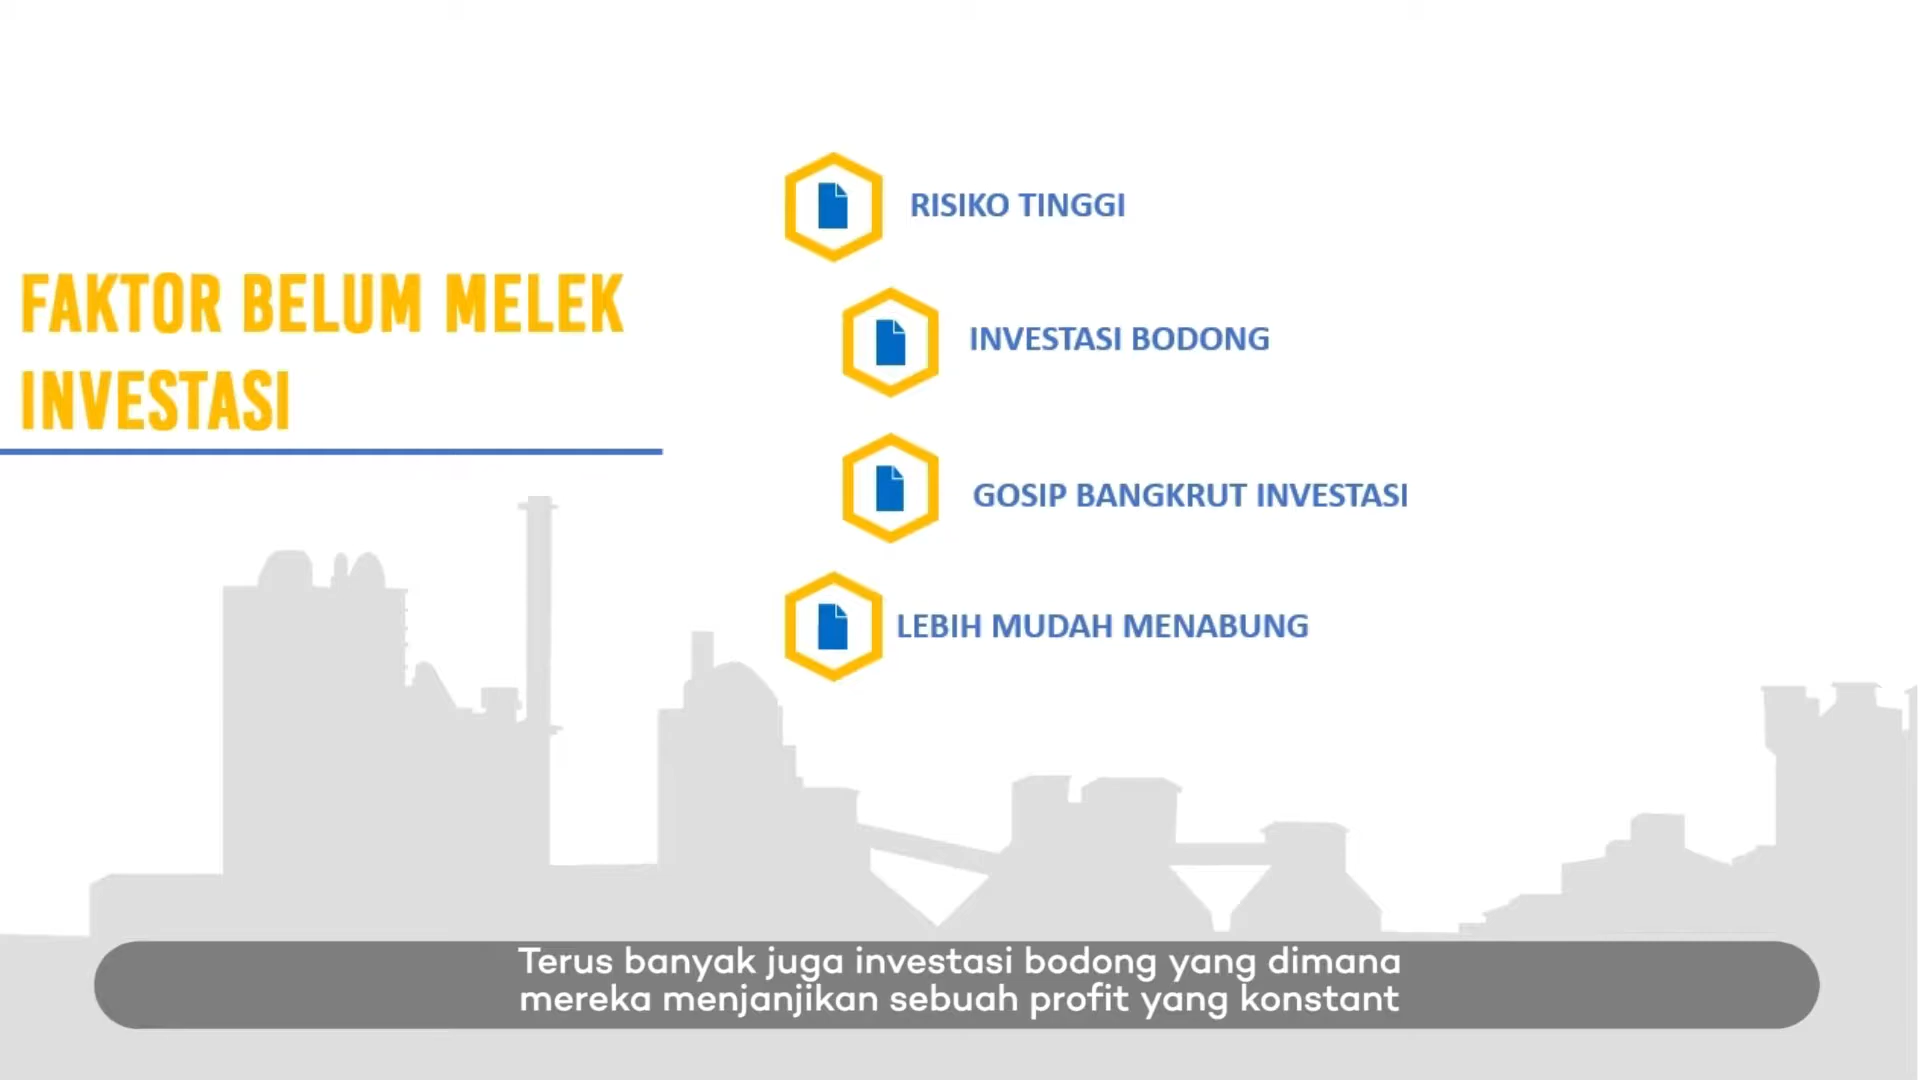 FAKTOR BELUM MELEK
INVESTASI
RISIKO TINGGI
INVESTASI BODONG
GOSIP BANGKRUT INVESTASI
LEBIH MUDAH MENABUNG
Terus banyak juga investasi bodong yang dimana
mereka menjanjikan sebuah profit yang konstant